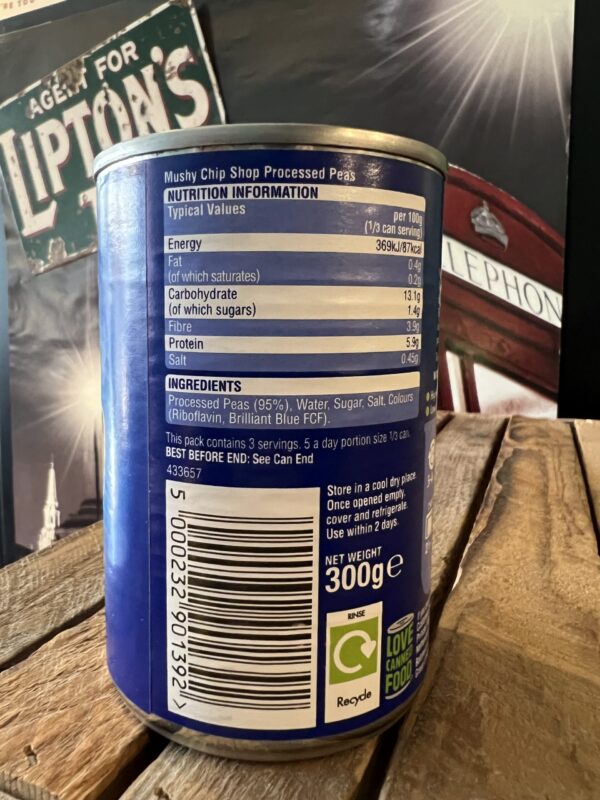 AGENT FOR
LIPTON'S
LEPHON
Mushy Chip Shop Processed Peas
NUTRITION INFORMATION
Typical Values per 100g
(1/3 can serving)
Energy 369kJ/87kcal
Fat 0.4g
(of which saturates) 0.2g
Carbohydrate 13.1g
(of which sugars) 1.4g
Fibre 3.9g
Protein 5.9g
Salt 0.45g
INGREDIENTS
Processed Peas (95%), Water, Sugar, Salt, Colours
(Riboflavin, Brilliant Blue FCF).
This pack contains 3 servings. 5 a day portion size 1/3 can.
BEST BEFORE END: See Can End
433657
5 000232 901392 >
Store in a cool dry place.
Once opened empty,
cover and refrigerate.
Use within 2 days.
NET WEIGHT
300g e
RINSE
Recycle
LOVE
CANNED
FOOD